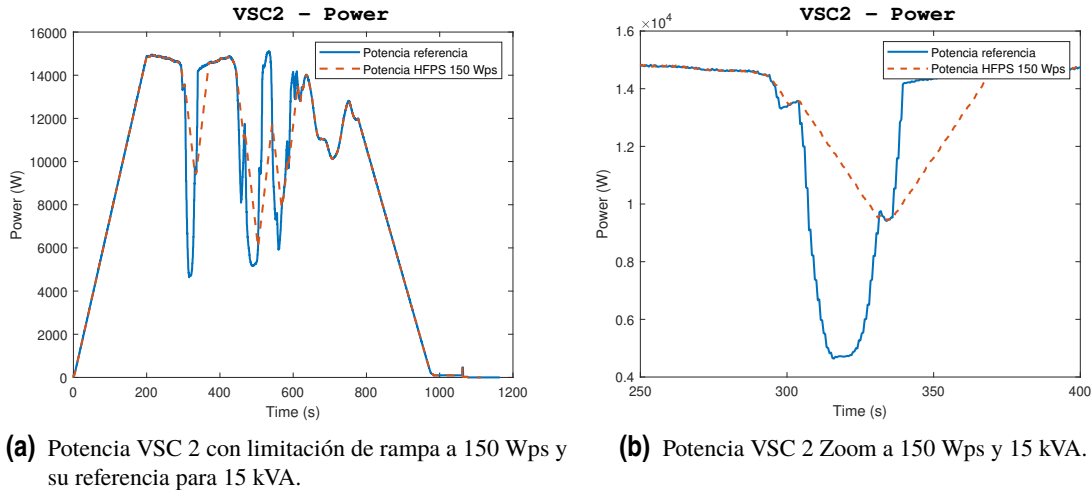 VSC2 – Power
16000
14000
12000
10000
8000
6000
4000
2000
0
Power (W)
0 200 400 600 800 1000 1200
Time (s)
Potencia referencia
Potencia HFPS 150 Wps
(a) Potencia VSC 2 con limitación de rampa a 150 Wps y
su referencia para 15 kVA.
VSC2 – Power
×10⁴
1.6
1.4
1.2
1
0.8
0.6
0.4
Power (W)
250 300 350 400
Time (s)
Potencia referencia
Potencia HFPS 150 Wps
(b) Potencia VSC 2 Zoom a 150 Wps y 15 kVA.